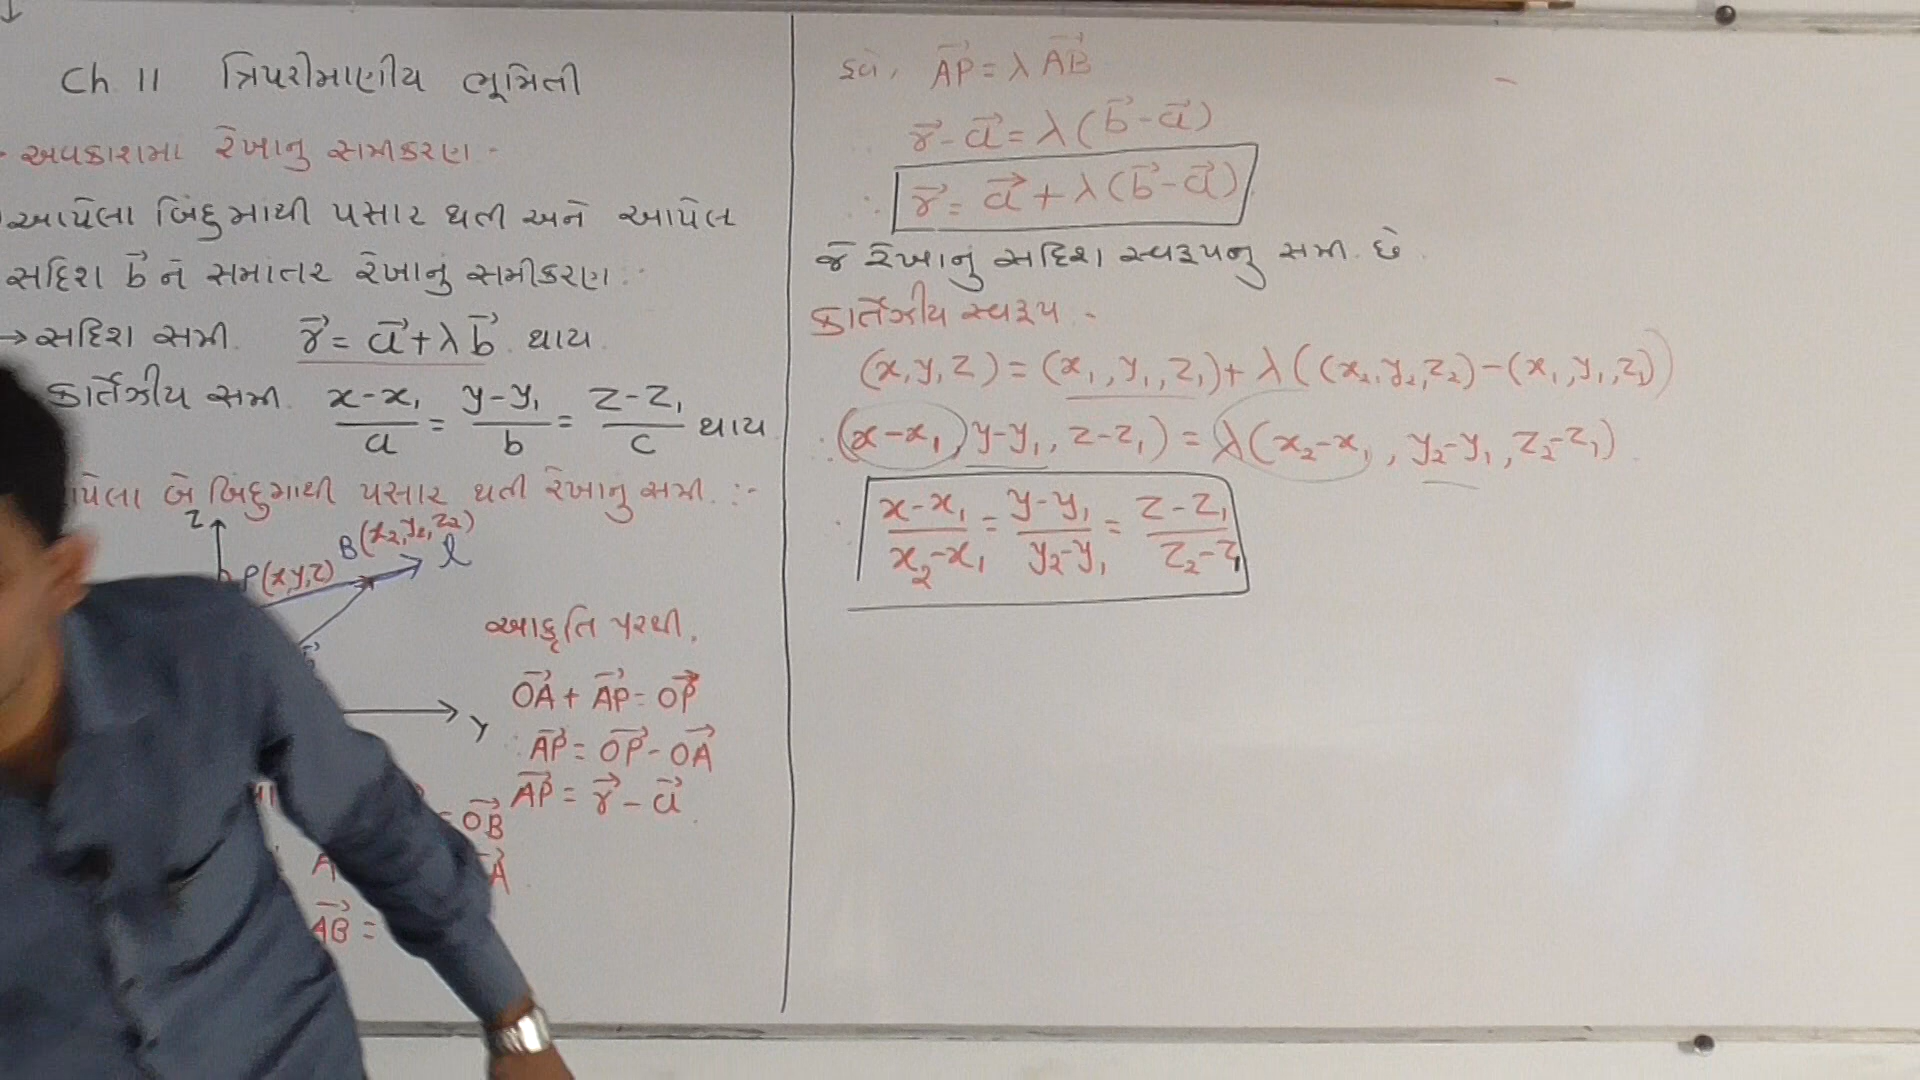 Ch 11 ત્રિપરીમાણીય ભૂમિતી
- અવકાશમા રેખાનુ સમીકરણ -
આપેલા બિંદુમાંથી પસાર થતી અને આપેલ
સદિશ b⃗ ને સમાંતર રેખાનું સમીકરણ :-
→ સદિશ સમી. r⃗ = a⃗ + λb⃗ થાય
કાર્તેઝીય સમી. (x-x₁)/a = (y-y₁)/b = (z-z₁)/c થાય
બે બિંદુમાથી પસાર થતી રેખાનુ સમી. :-
Z
P(x,y,z) B(x₂,y₂,z₂) l
b⃗
Y
આકૃતિ પરથી,
OA⃗ + AP⃗ = OP⃗
∴ AP⃗ = OP⃗ - OA⃗
AP⃗ = r⃗ - a⃗
= OB⃗
AB⃗ =
હવે, AP⃗ = λ AB⃗
r⃗ - a⃗ = λ(b⃗ - a⃗)
∴ r⃗ = a⃗ + λ(b⃗ - a⃗)
જે રેખાનું સદિશ સ્વરૂપનુ સમી. છે.
કાર્તેઝીય સ્વરૂપ :-
(x,y,z) = (x₁,y₁,z₁) + λ((x₂,y₂,z₂) - (x₁,y₁,z₁))
∴ (x-x₁, y-y₁, z-z₁) = λ(x₂-x₁, y₂-y₁, z₂-z₁)
∴ (x-x₁)/(x₂-x₁) = (y-y₁)/(y₂-y₁) = (z-z₁)/(z₂-z₁)